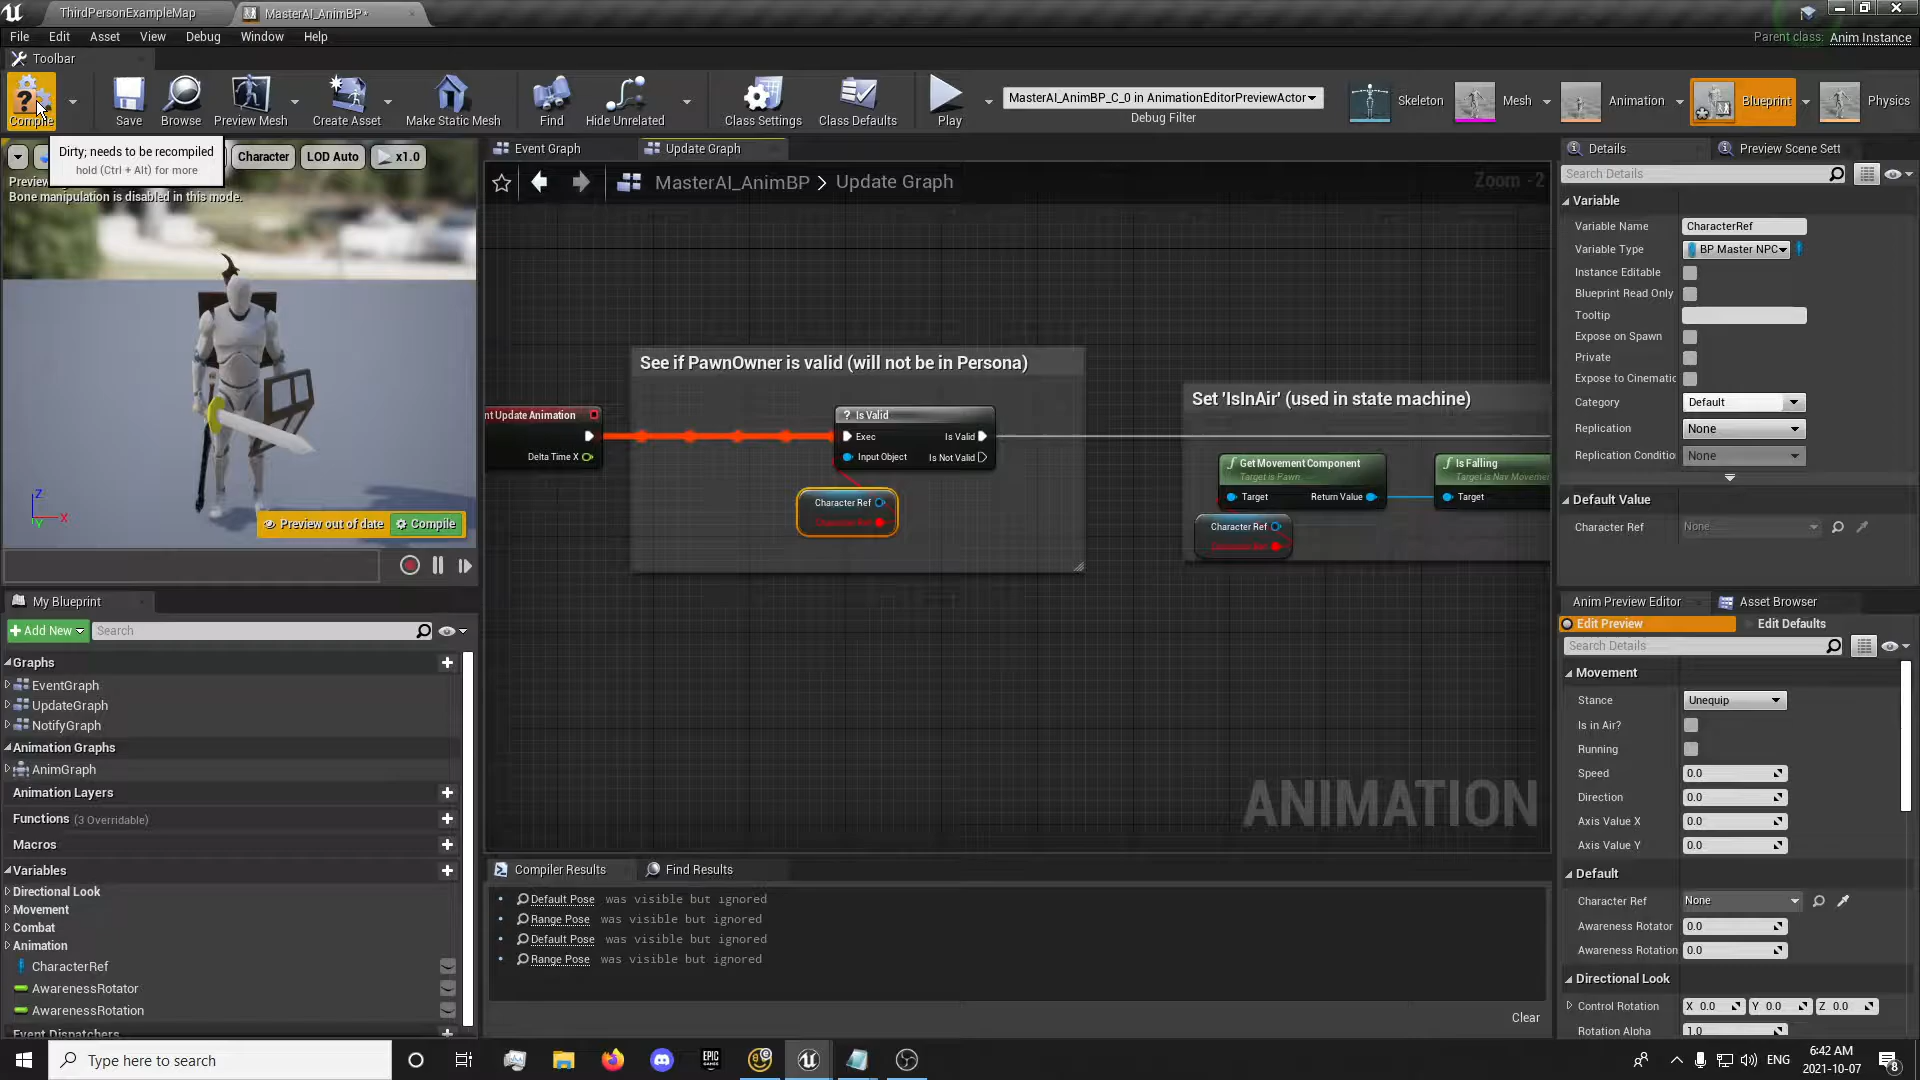 ThirdPersonExampleMap
MasterAI_AnimBP*
File Edit Asset View Debug Window Help
Parent class: Anim Instance
Toolbar
Compile
Save
Browse
Preview Mesh
Create Asset
Make Static Mesh
Find
Hide Unrelated
Class Settings
Class Defaults
Play
MasterAI_AnimBP_C_0 in AnimationEditorPreviewActor
Debug Filter
Skeleton
Mesh
Animation
Blueprint
Physics
Dirty; needs to be recompiled
hold (Ctrl + Alt) for more
Character
LOD Auto
x1.0
Bone manipulation is disabled in this mode.
Preview out of date
Compile
Z
X
Y
Event Graph
Update Graph
MasterAI_AnimBP > Update Graph
Zoom -2
See if PawnOwner is valid (will not be in Persona)
nt Update Animation
Delta Time X
? Is Valid
Exec
Is Valid
Input Object
Is Not Valid
Character Ref
Character Ref
Set 'IsInAir' (used in state machine)
f Get Movement Component
Target is Pawn
Target
Return Value
f Is Falling
Target is Nav Movemen
Target
Character Ref
Character Ref
ANIMATION
Compiler Results
Find Results
Default Pose was visible but ignored
Range Pose was visible but ignored
Default Pose was visible but ignored
Range Pose was visible but ignored
Clear
My Blueprint
+ Add New
Search
Graphs
EventGraph
UpdateGraph
NotifyGraph
Animation Graphs
AnimGraph
Animation Layers
Functions (3 Overridable)
Macros
Variables
Directional Look
Movement
Combat
Animation
CharacterRef
AwarenessRotator
AwarenessRotation
Event Dispatchers
Details
Preview Scene Sett
Search Details
Variable
Variable Name CharacterRef
Variable Type BP Master NPC
Instance Editable
Blueprint Read Only
Tooltip
Expose on Spawn
Private
Expose to Cinematic
Category Default
Replication None
Replication Conditio None
Default Value
Character Ref None
Anim Preview Editor
Asset Browser
Edit Preview
Edit Defaults
Search Details
Movement
Stance Unequip
Is in Air?
Running
Speed 0.0
Direction 0.0
Axis Value X 0.0
Axis Value Y 0.0
Default
Character Ref None
Awareness Rotator 0.0
Awareness Rotation 0.0
Directional Look
Control Rotation X 0.0 Y 0.0 Z 0.0
Rotation Alpha 1.0
Type here to search
EPIC GAMES
ENG
6:42 AM
2021-10-07
8